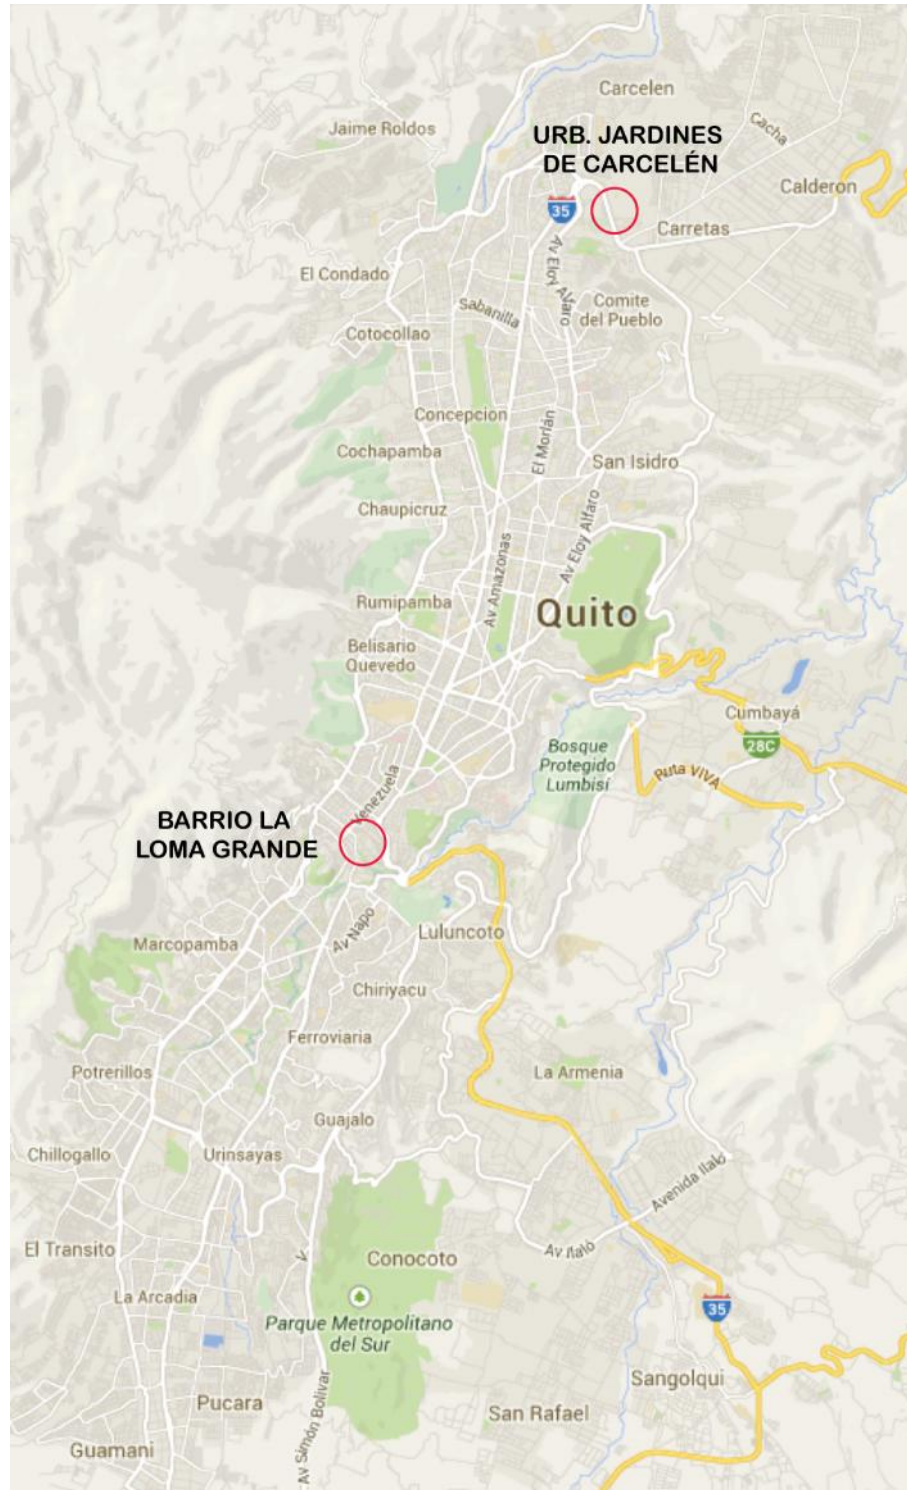 Carcelen
Jaime Roldos
Cacha
URB. JARDINES
DE CARCELÉN
Calderon
35
Carretas
Av Eloy Alfaro
El Condado
Sabanilla
Comite
del Pueblo
Cotocollao
Concepcion
El Morlán
Cochapamba
San Isidro
Chaupicruz
Av Eloy Alfaro
Av Amazonas
Rumipamba
Quito
Belisario
Quevedo
Cumbayá
28C
Bosque
Protegido
Lumbisí
Ruta VIVA
Venezuela
BARRIO LA
LOMA GRANDE
Av Napo
Luluncoto
Marcopamba
Chiriyacu
Ferroviaria
Potrerillos
La Armenia
Guajalo
Chillogallo
Urinsayas
Avenida Ilaló
El Transito
Av Ilaló
V.
Conocoto
La Arcadia
35
Parque Metropolitano
del Sur
Sangolqui
Pucara
San Rafael
Av Simón Bolívar
Guamani